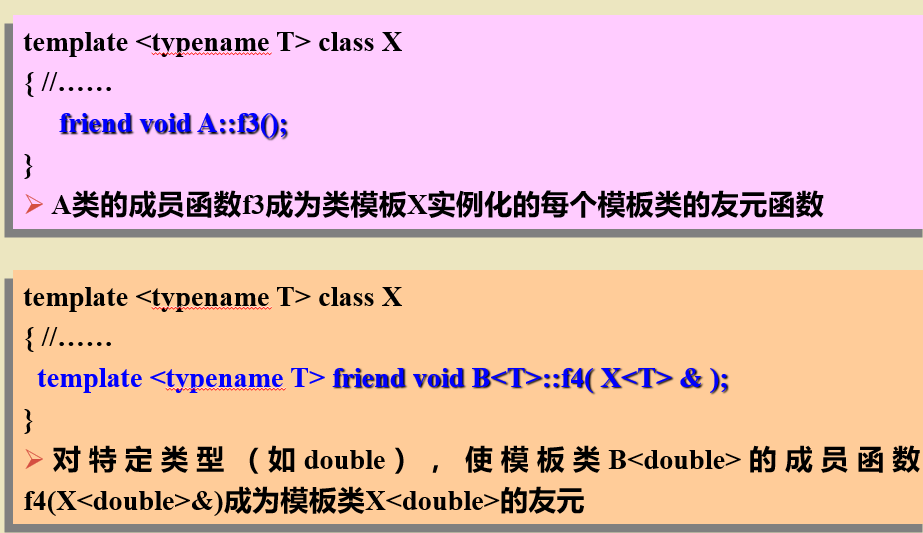 template <typename T> class X
{ //……
friend void A::f3();
}
➢ A类的成员函数f3成为类模板X实例化的每个模板类的友元函数
template <typename T> class X
{ //……
template <typename T> friend void B<T>::f4( X<T> & );
}
➢ 对特定类型（如double），使模板类B<double>的成员函数
f4(X<double>&)成为模板类X<double>的友元